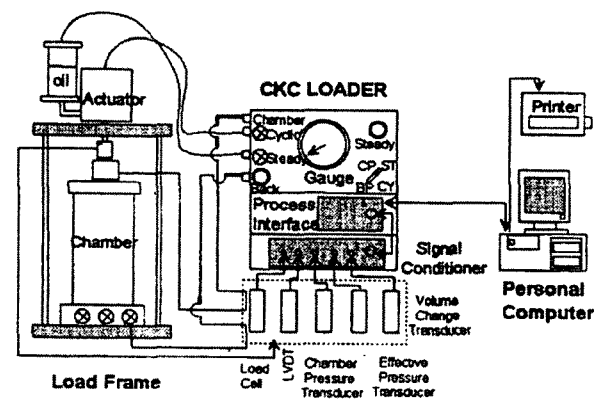 oil
Actuator
CKC LOADER
Chamber
Cyclic
Steady
Steady
Back
Gauge
CP ST
BP CY
Process
Interface
Signal
Conditioner
Printer
Personal
Computer
Chamber
Load Frame
Load
Cell
LVDT
Chamber
Pressure
Transducer
Effective
Pressure
Transducer
Volume
Change
Transducer